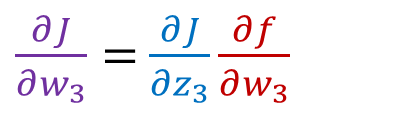 ∂J/∂w₃ = ∂J/∂z₃ ∂f/∂w₃